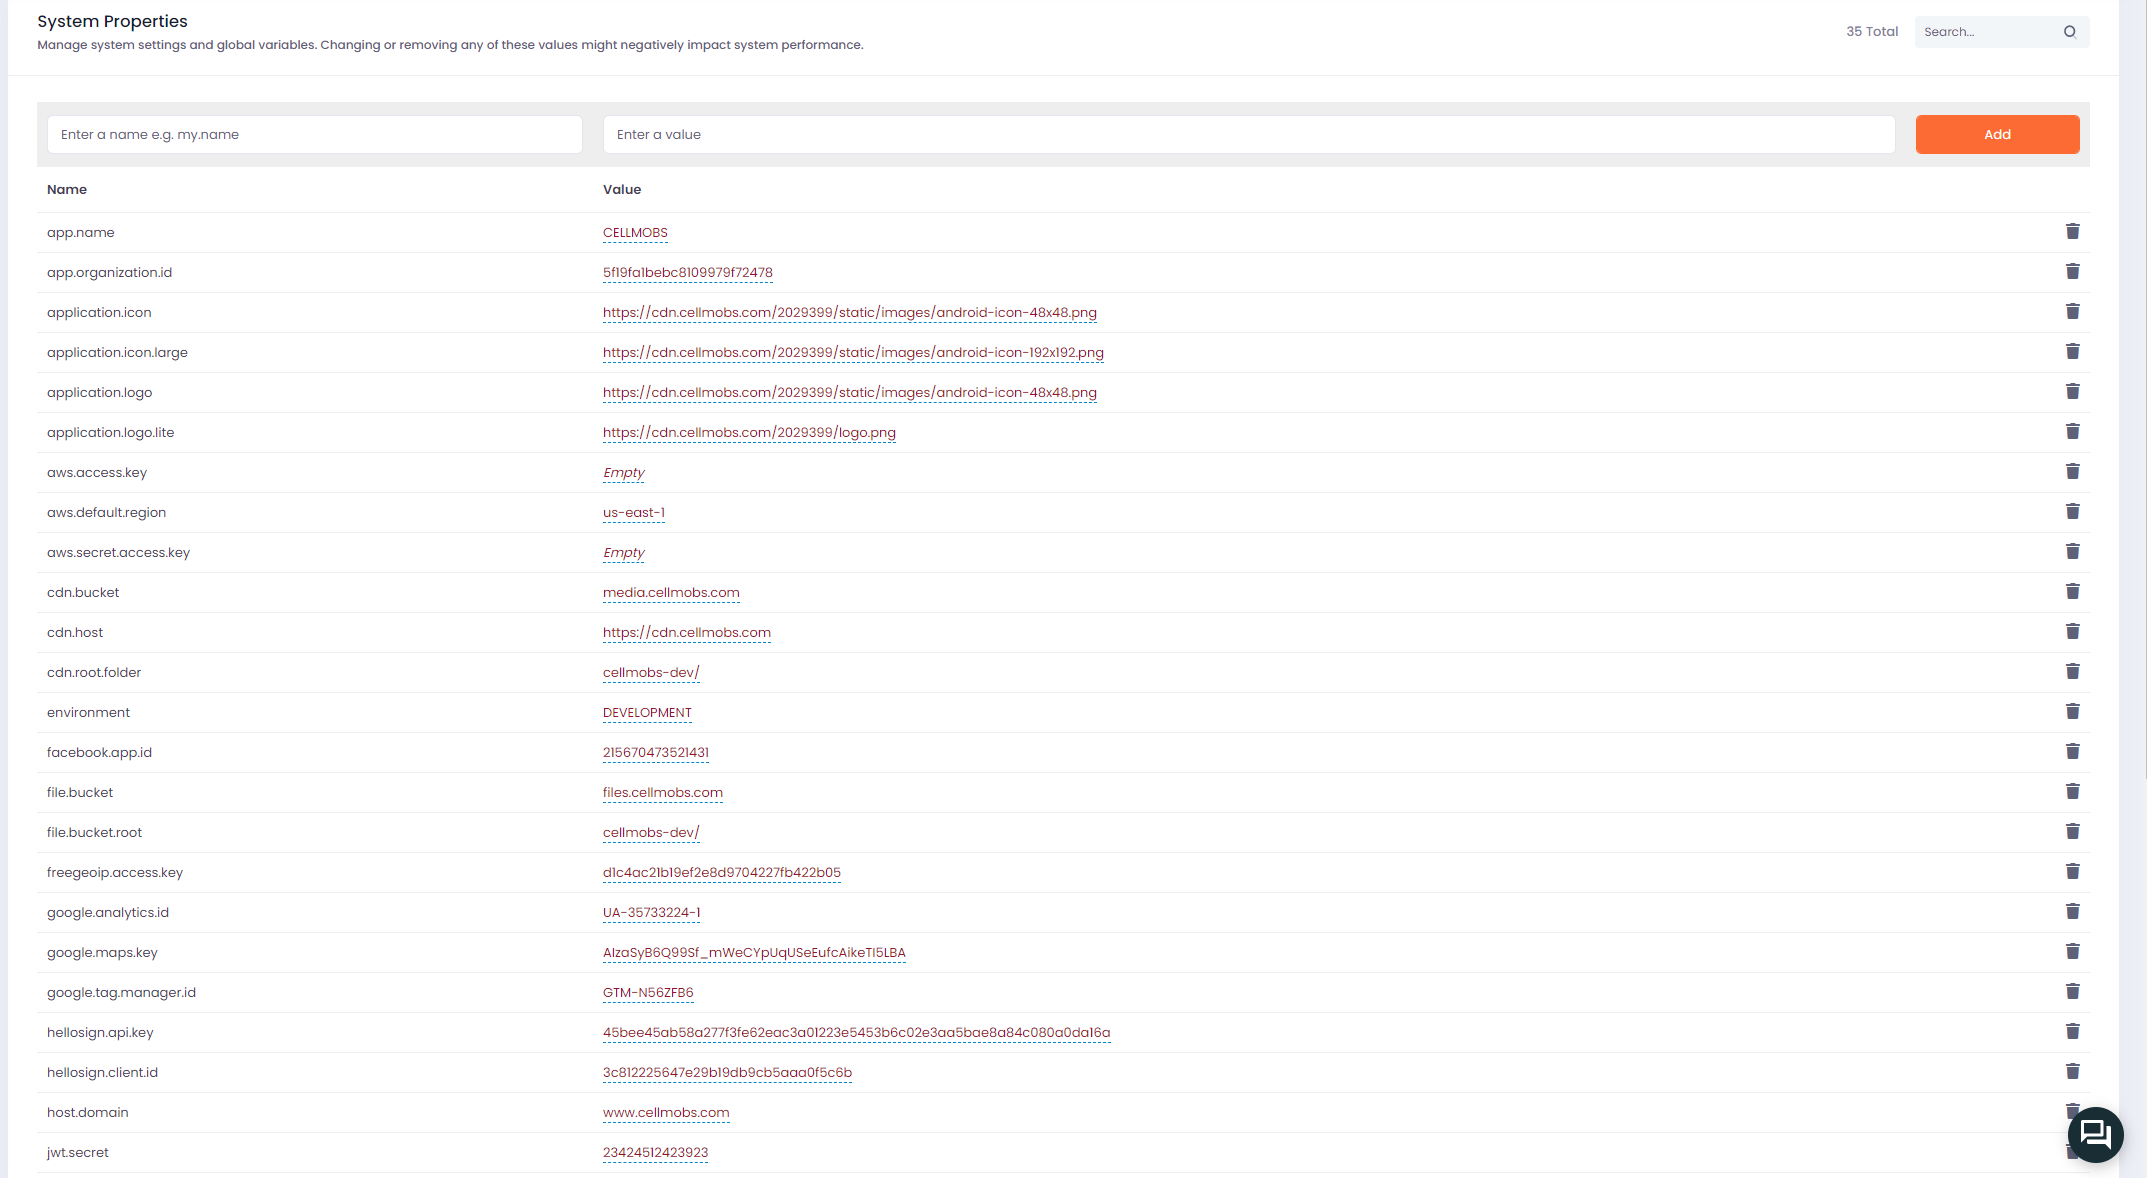 System Properties
Manage system settings and global variables. Changing or removing any of these values might negatively impact system performance.
35 Total
Search...
Enter a name e.g. my.name
Enter a value
Add
Name Value
app.name CELLMOBS
app.organization.id 5f19fa1bebc8109979f72478
application.icon https://cdn.cellmobs.com/2029399/static/images/android-icon-48x48.png
application.icon.large https://cdn.cellmobs.com/2029399/static/images/android-icon-192x192.png
application.logo https://cdn.cellmobs.com/2029399/static/images/android-icon-48x48.png
application.logo.lite https://cdn.cellmobs.com/2029399/logo.png
aws.access.key Empty
aws.default.region us-east-1
aws.secret.access.key Empty
cdn.bucket media.cellmobs.com
cdn.host https://cdn.cellmobs.com
cdn.root.folder cellmobs-dev/
environment DEVELOPMENT
facebook.app.id 215670473521431
file.bucket files.cellmobs.com
file.bucket.root cellmobs-dev/
freegeoip.access.key d1c4ac21b19ef2e8d9704227fb422b05
google.analytics.id UA-35733224-1
google.maps.key AIzaSyB6Q99Sf_mWeCYpUqUSeEufcAikeTI5LBA
google.tag.manager.id GTM-N56ZFB6
hellosign.api.key 45bee45ab58a277f3fe62eac3a01223e5453b6c02e3aa5bae8a84c080a0da16a
hellosign.client.id 3c812225647e29b19db9cb5aaa0f5c6b
host.domain www.cellmobs.com
jwt.secret 23424512423923